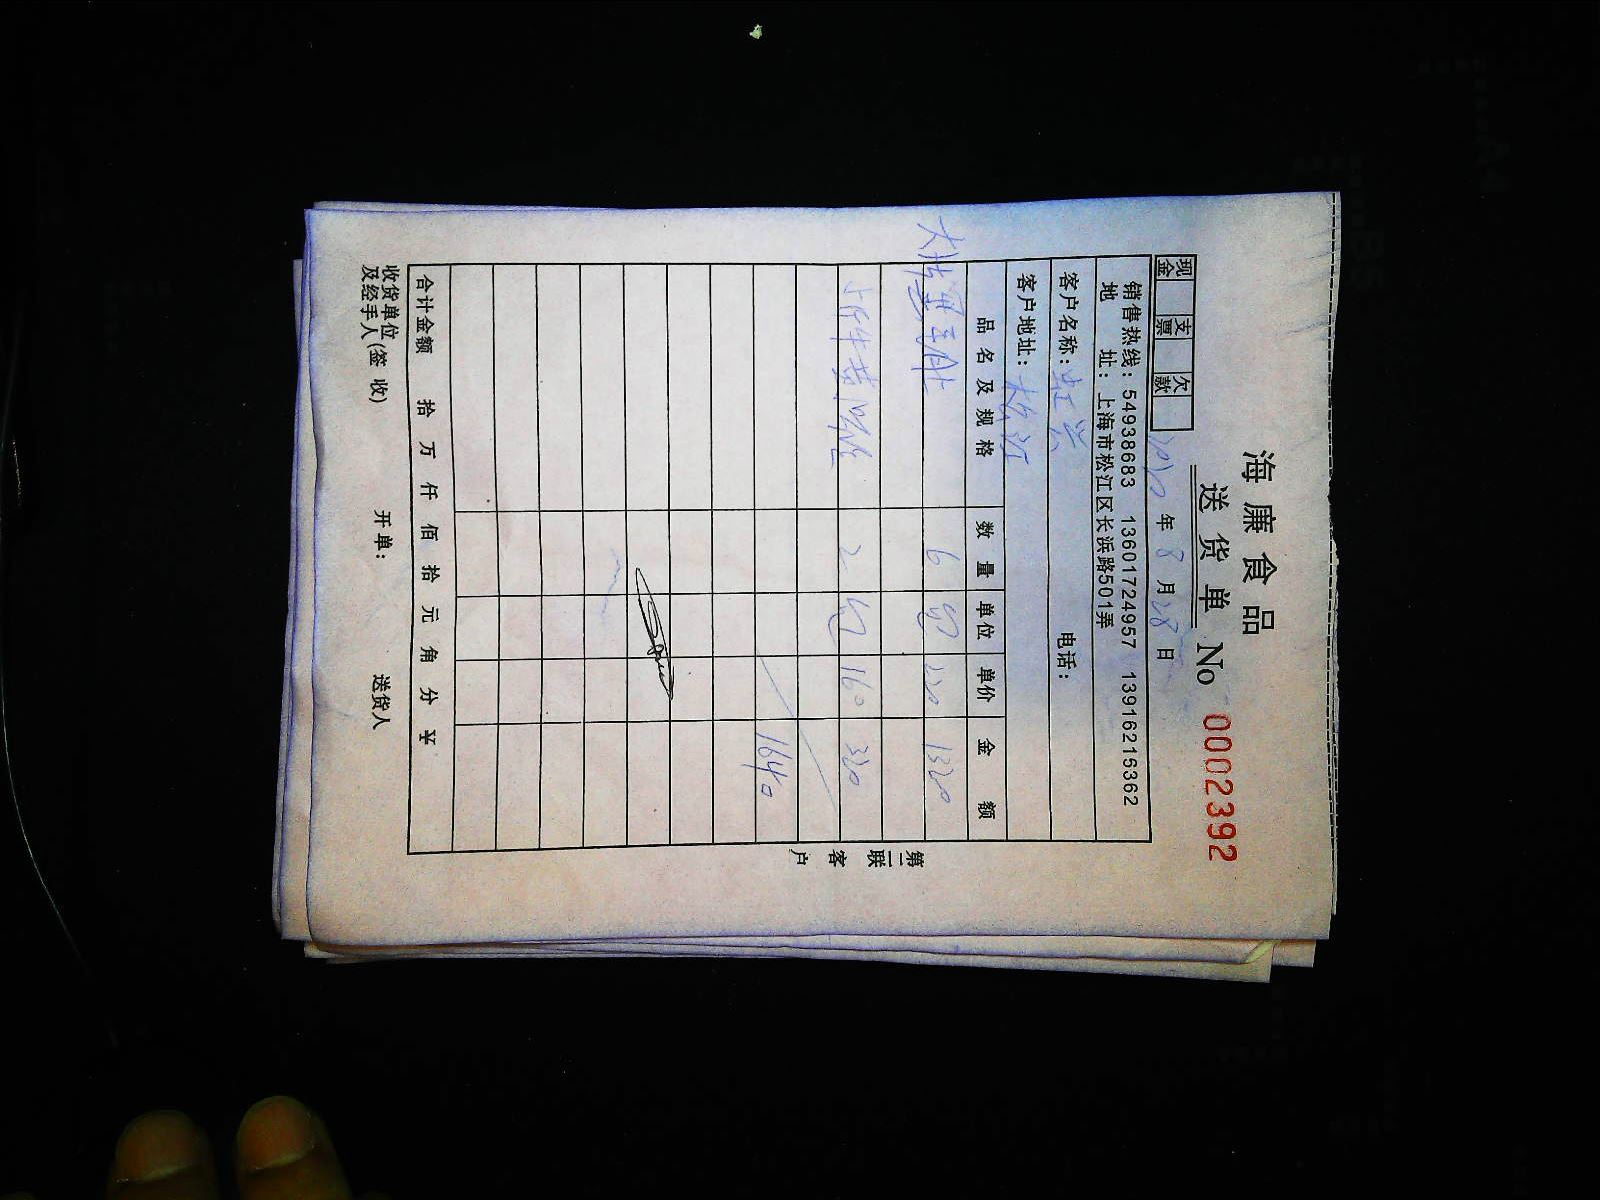 海廉食品
送货单 No 0002392
现金 支票 欠款 年 8 月 28 日
销售热线：54938683 13601724957 13916216362
地 址：上海市松江区长浜路501弄
客户名称： 电话：
客户地址：松江
品名及规格 数量 单位 单价 金额
6 220 1320
2 160 320
1640
合计金额 拾 万 仟 佰 拾 元 角 分 ¥
收货单位
及经手人(签收) 开单： 送货人
第二联 客户